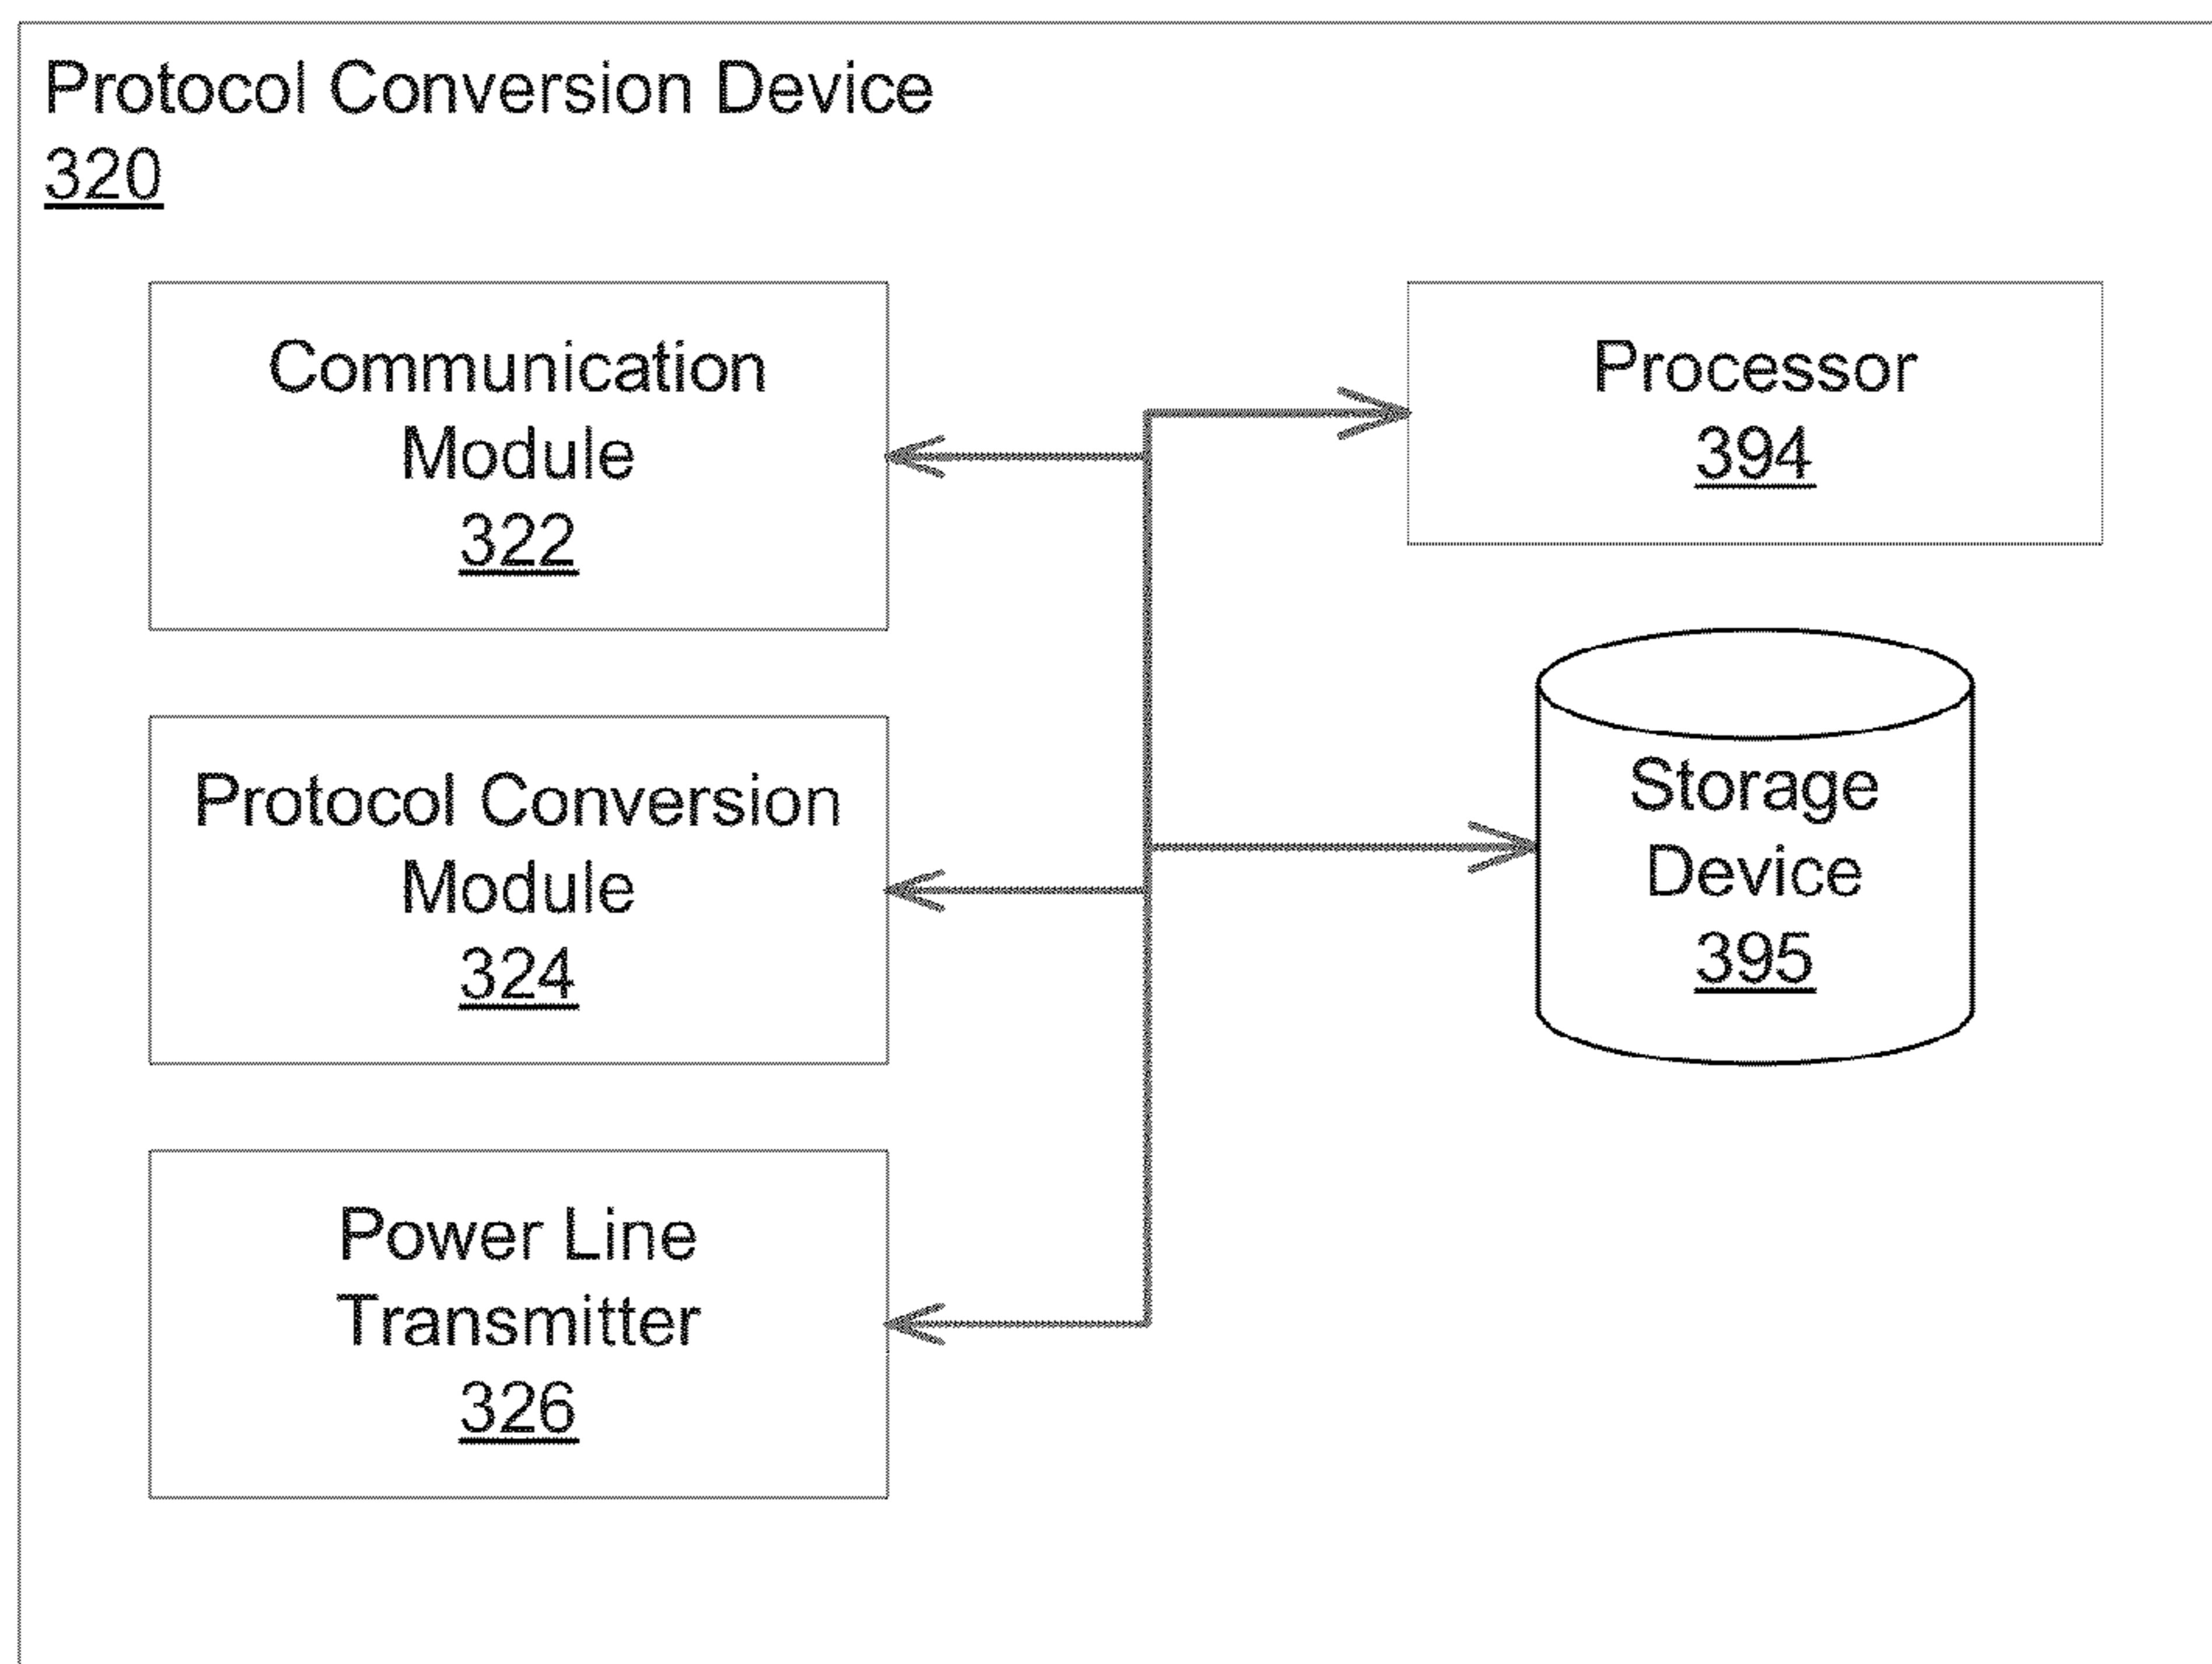 Protocol Conversion Device
320
Communication
Module
322
Processor
394
Protocol Conversion
Module
324
Storage
Device
395
Power Line
Transmitter
326